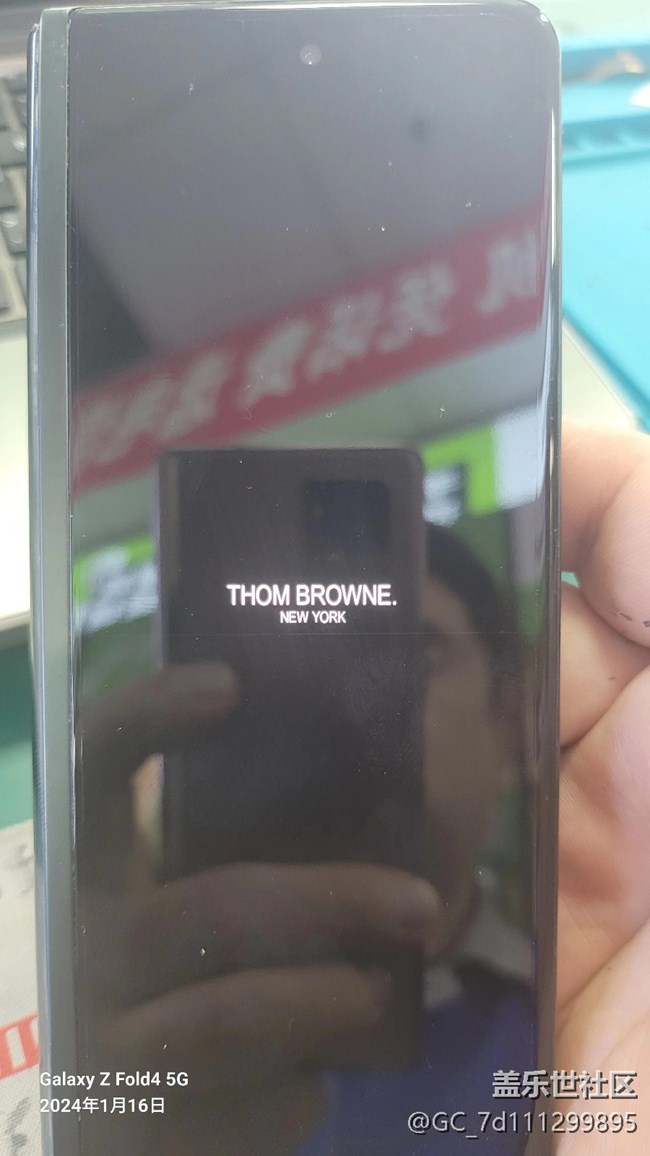 THOM BROWNE.
NEW YORK
Galaxy Z Fold4 5G
2024年1月16日
盖乐世社区
@GC_7d111299895